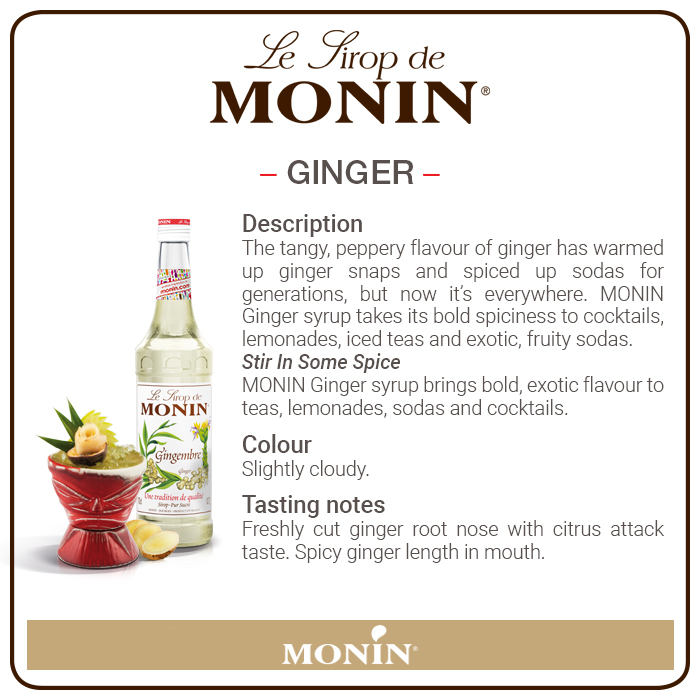 Le Sirop de
MONIN®
– GINGER –
Description
The tangy, peppery flavour of ginger has warmed
up ginger snaps and spiced up sodas for
generations, but now it’s everywhere. MONIN
Ginger syrup takes its bold spiciness to cocktails,
lemonades, iced teas and exotic, fruity sodas.
Stir In Some Spice
MONIN Ginger syrup brings bold, exotic flavour to
teas, lemonades, sodas and cocktails.
Colour
Slightly cloudy.
Tasting notes
Freshly cut ginger root nose with citrus attack
taste. Spicy ginger length in mouth.
MONIN
monin.com
Le Sirop de
MONIN
Gingembre
Ginger
Une tradition de qualité
Sirop - Pur Sucre
MONIN®